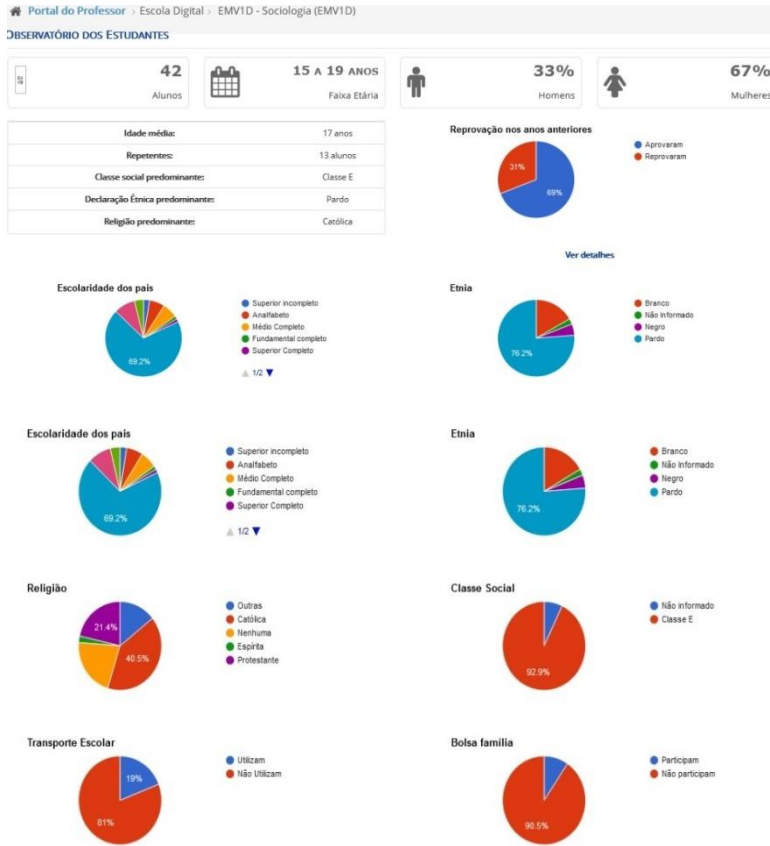 Portal do Professor › Escola Digital › EMV1D - Sociologia (EMV1D)
OBSERVATÓRIO DOS ESTUDANTES
42
Alunos
15 A 19 ANOS
Faixa Etária
33%
Homens
67%
Mulheres
Idade média: 17 anos
Repetentes: 13 alunos
Classe social predominante: Classe E
Declaração Étnica predominante: Pardo
Religião predominante: Católica
Reprovação nos anos anteriores
31%
69%
Aprovaram
Reprovaram
Ver detalhes
Escolaridade dos pais
69.2%
Superior incompleto
Analfabeto
Médio Completo
Fundamental completo
Superior Completo
1/2
Etnia
76.2%
Branco
Não Informado
Negro
Pardo
Escolaridade dos pais
69.2%
Superior incompleto
Analfabeto
Médio Completo
Fundamental completo
Superior Completo
1/2
Etnia
76.2%
Branco
Não Informado
Negro
Pardo
Religião
21.4%
40.5%
Outras
Católica
Nenhuma
Espírita
Protestante
Classe Social
92.9%
Não informado
Classe E
Transporte Escolar
19%
81%
Utilizam
Não Utilizam
Bolsa família
90.5%
Participam
Não participam